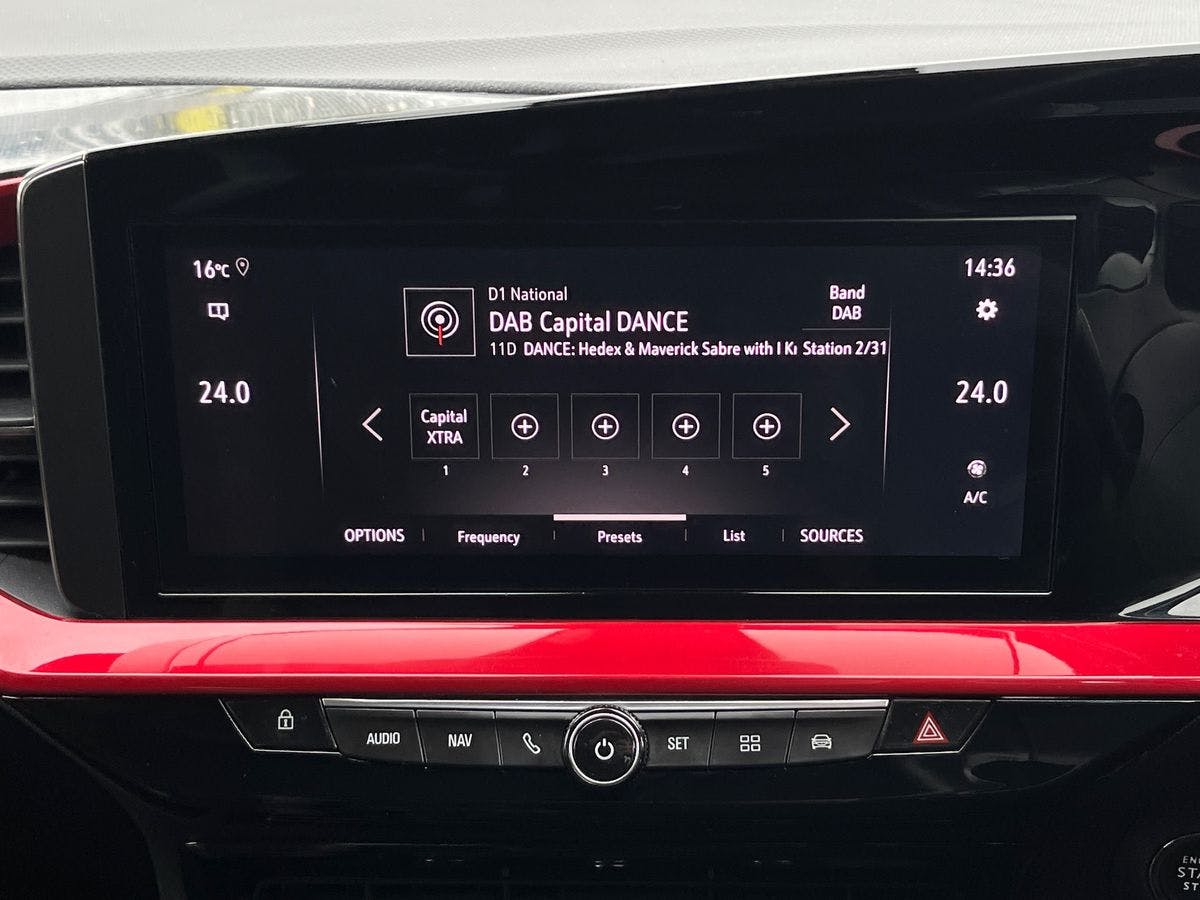 16°C
14:36
D1 National
DAB Capital DANCE
11D DANCE: Hedex & Maverick Sabre with I
Band
DAB
Station 2/31
24.0
24.0
Capital
XTRA
1
2
3
4
5
A/C
OPTIONS
Frequency
Presets
List
SOURCES
AUDIO
NAV
SET